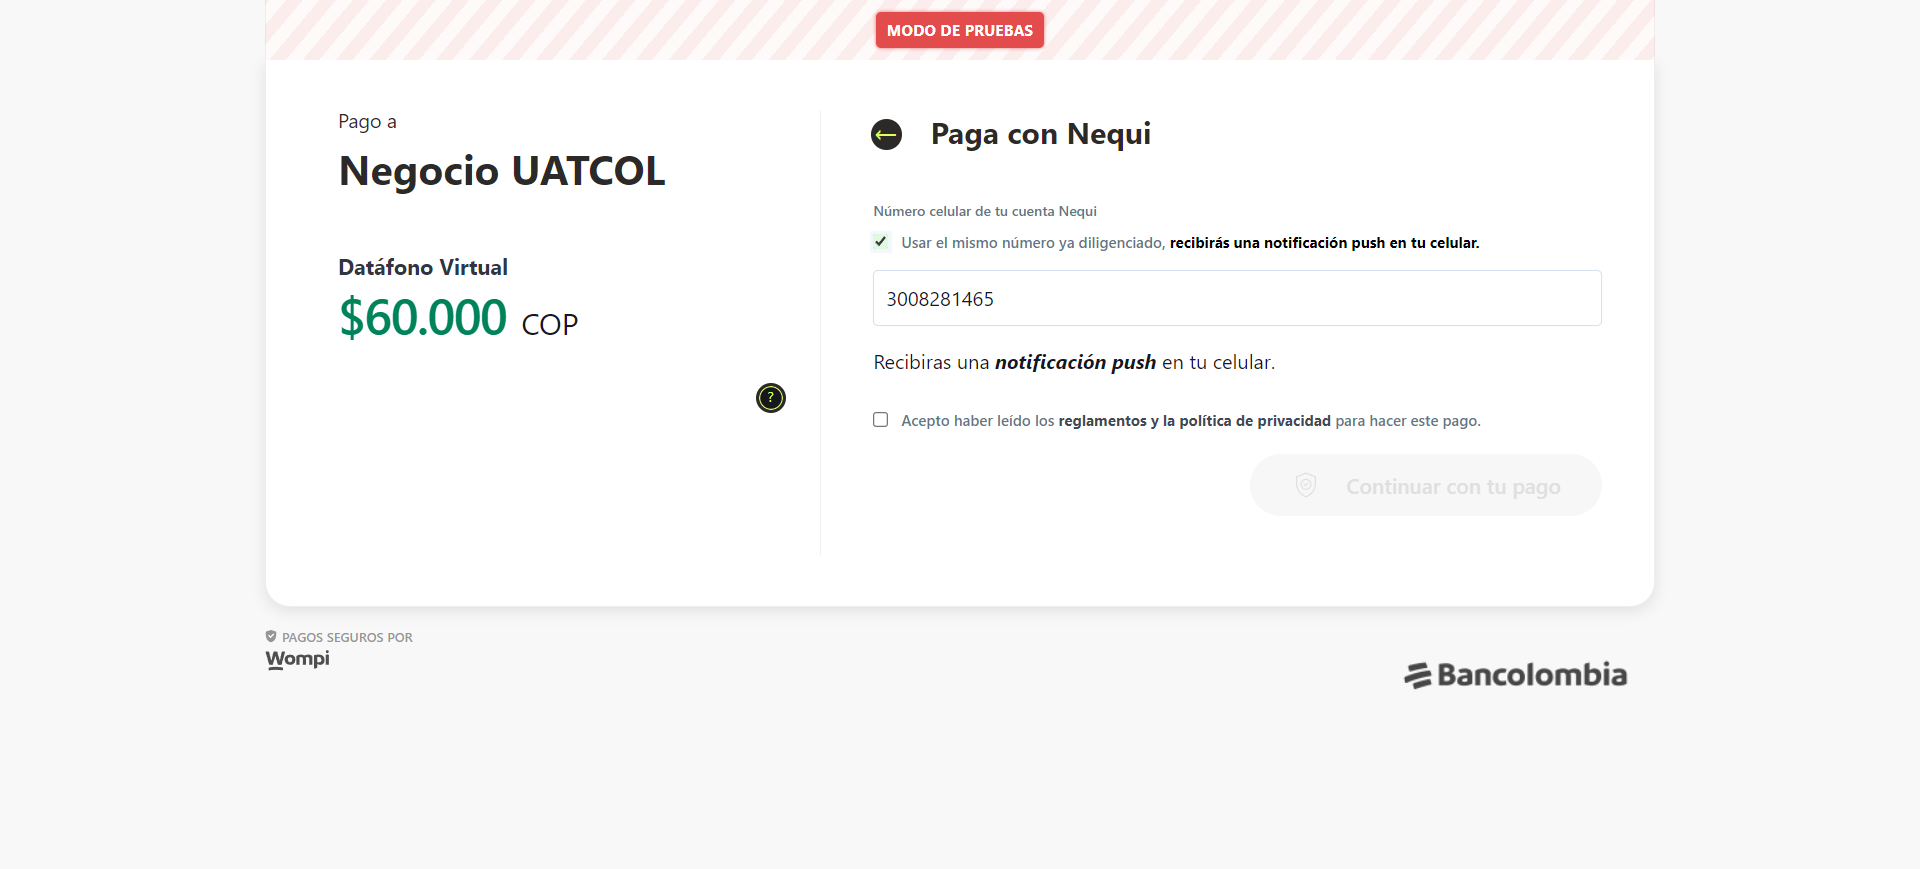 MODO DE PRUEBAS
Pago a
Negocio UATCOL
Datáfono Virtual
$60.000 COP
?
Paga con Nequi
Número celular de tu cuenta Nequi
Usar el mismo número ya diligenciado, recibirás una notificación push en tu celular.
3008281465
Recibiras una notificación push en tu celular.
Acepto haber leído los reglamentos y la política de privacidad para hacer este pago.
Continuar con tu pago
PAGOS SEGUROS POR
Wompi
Bancolombia